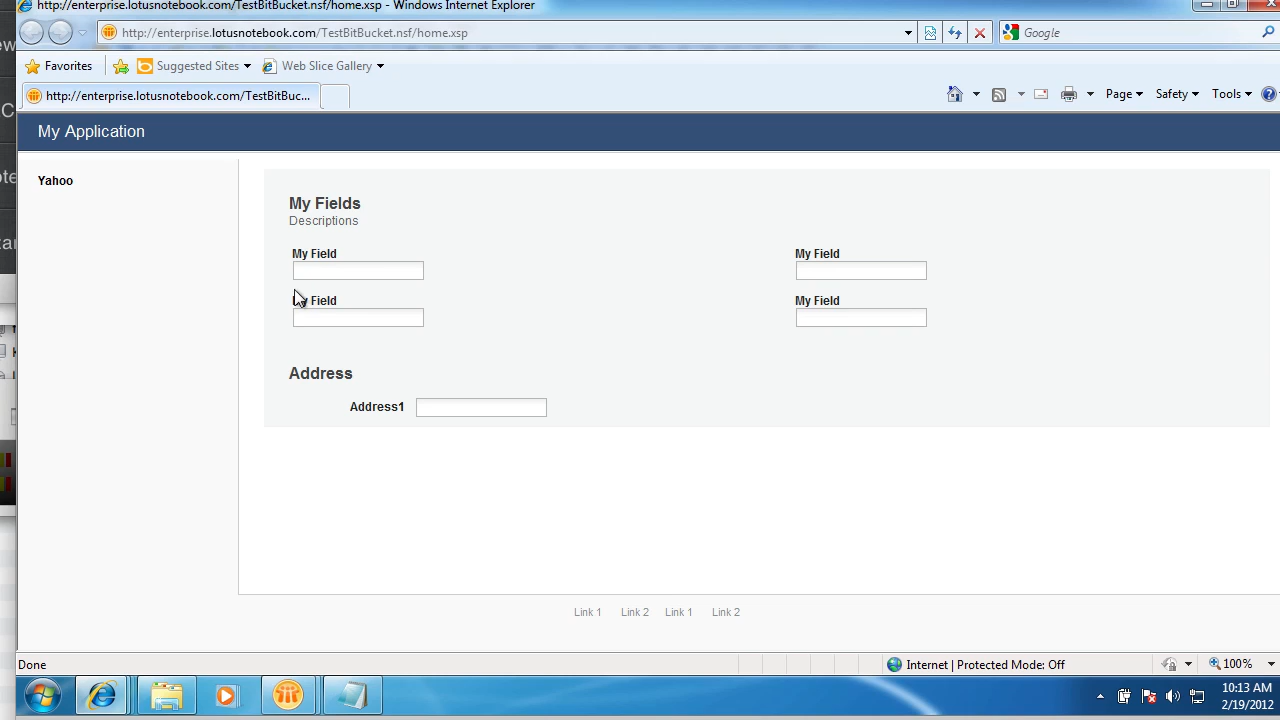 http://enterprise.lotusnotebook.com/TestBitBucket.nsf/home.xsp - Windows Internet Explorer
http://enterprise.lotusnotebook.com/TestBitBucket.nsf/home.xsp
Google
Favorites
Suggested Sites
Web Slice Gallery
http://enterprise.lotusnotebook.com/TestBitBuc...
Page
Safety
Tools
My Application
Yahoo
My Fields
Descriptions
My Field
My Field
Field
My Field
Address
Address1
Link 1
Link 2
Link 1
Link 2
Done
Internet | Protected Mode: Off
100%
10:13 AM
2/19/2012